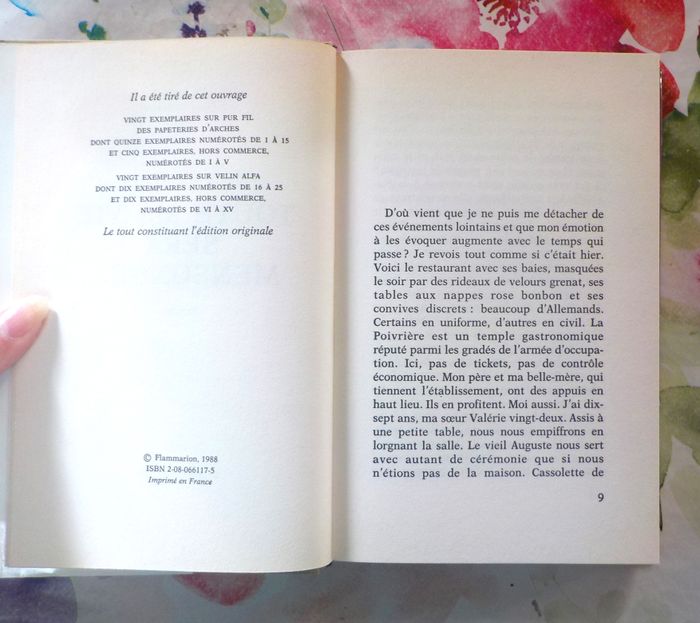 Il a été tiré de cet ouvrage
VINGT EXEMPLAIRES SUR PUR FIL
DES PAPETERIES D'ARCHES
DONT QUINZE EXEMPLAIRES NUMÉROTÉS DE 1 À 15
ET CINQ EXEMPLAIRES, HORS COMMERCE,
NUMÉROTÉS DE I À V
VINGT EXEMPLAIRES SUR VELIN ALFA
DONT DIX EXEMPLAIRES NUMÉROTÉS DE 16 À 25
ET DIX EXEMPLAIRES, HORS COMMERCE,
NUMÉROTÉS DE VI À XV
Le tout constituant l'édition originale
© Flammarion, 1988
ISBN 2-08-066117-5
Imprimé en France
D'où vient que je ne puis me détacher de
ces événements lointains et que mon émotion
à les évoquer augmente avec le temps qui
passe ? Je revois tout comme si c'était hier.
Voici le restaurant avec ses baies, masquées
le soir par des rideaux de velours grenat, ses
tables aux nappes rose bonbon et ses
convives discrets : beaucoup d'Allemands.
Certains en uniforme, d'autres en civil. La
Poivrière est un temple gastronomique
réputé parmi les gradés de l'armée d'occupa-
tion. Ici, pas de tickets, pas de contrôle
économique. Mon père et ma belle-mère, qui
tiennent l'établissement, ont des appuis en
haut lieu. Ils en profitent. Moi aussi. J'ai dix-
sept ans, ma sœur Valérie vingt-deux. Assis à
une petite table, nous nous empiffrons en
lorgnant la salle. Le vieil Auguste nous sert
avec autant de cérémonie que si nous
n'étions pas de la maison. Cassolette de
9